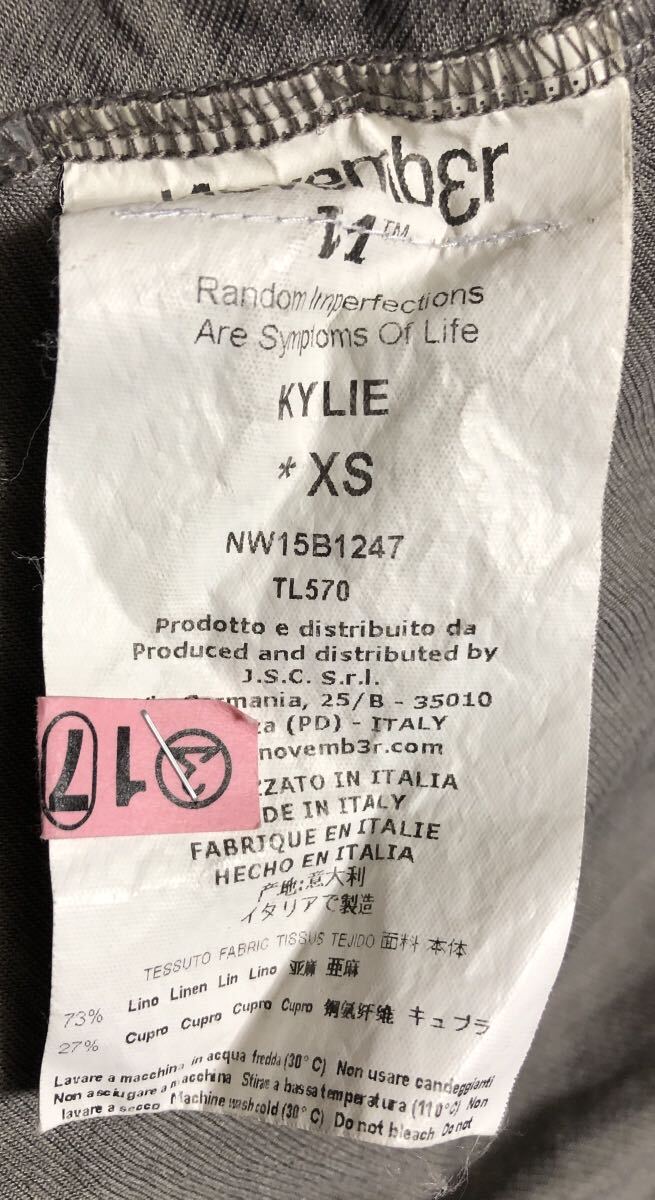 11™
Random Imperfections
Are Symptoms Of Life
KYLIE
*XS
NW15B1247
TL570
Prodotto e distribuito da
Produced and distributed by
J.S.C. S.r.l.
25/B - 35010
(PD) - ITALY
novemb3r.com
IN ITALIA
IN ITALY
FABRIQUE EN ITALIE
HECHO EN ITALIA
产地:意大利
イタリアで製造
TESSUTO FABRIC TISSUS TEJIDO 面料 本体
73% Lino Linen Lin Lino 亚麻 亜麻
27% Cupro Cupro Cupro Cupro 铜氨纤维 キュプラ
Lavare a macchina in acqua fredda (30°C) Non usare candeggianti
Non asciugare a macchina Stirare a bassa temperatura (110°C) Non
lavare a secco Machine wash cold (30°C) Do not bleach Do not
17